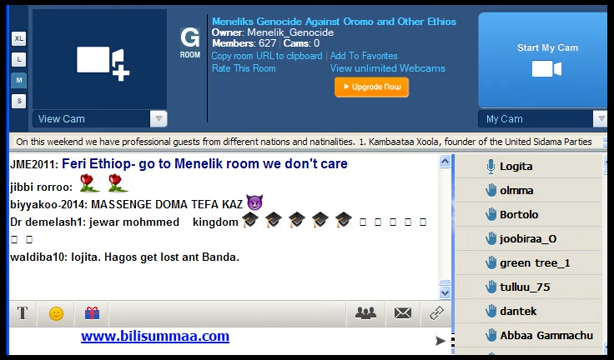 XL
L
M
S
View Cam
G
ROOM
Meneliks Genocide Against Oromo and Other Ethios
Owner: Menelik_Genocide
Members: 627 | Cams: 0
Copy room URL to clipboard | Add To Favorites
Rate This Room
View unlimited Webcams
Upgrade Now
Start My Cam
My Cam
On this weekend we have professional guests from different nations and natinalities. 1. Kambaataa Xoola, founder of the United Sidama Parties
JME2011: Feri Ethiop- go to Menelik room we don't care
jibbi rorroo:
biyyakoo-2014: MASSENGE DOMA TEFA KAZ
Dr demelash1: jewar mohmmed kingdom
waldiba10: lojita. Hagos get lost ant Banda.
T
www.bilisummaa.com
Logita
olmma
Bortolo
joobiraa_O
green tree_1
tulluu_75
dantek
Abbaa Gammachu